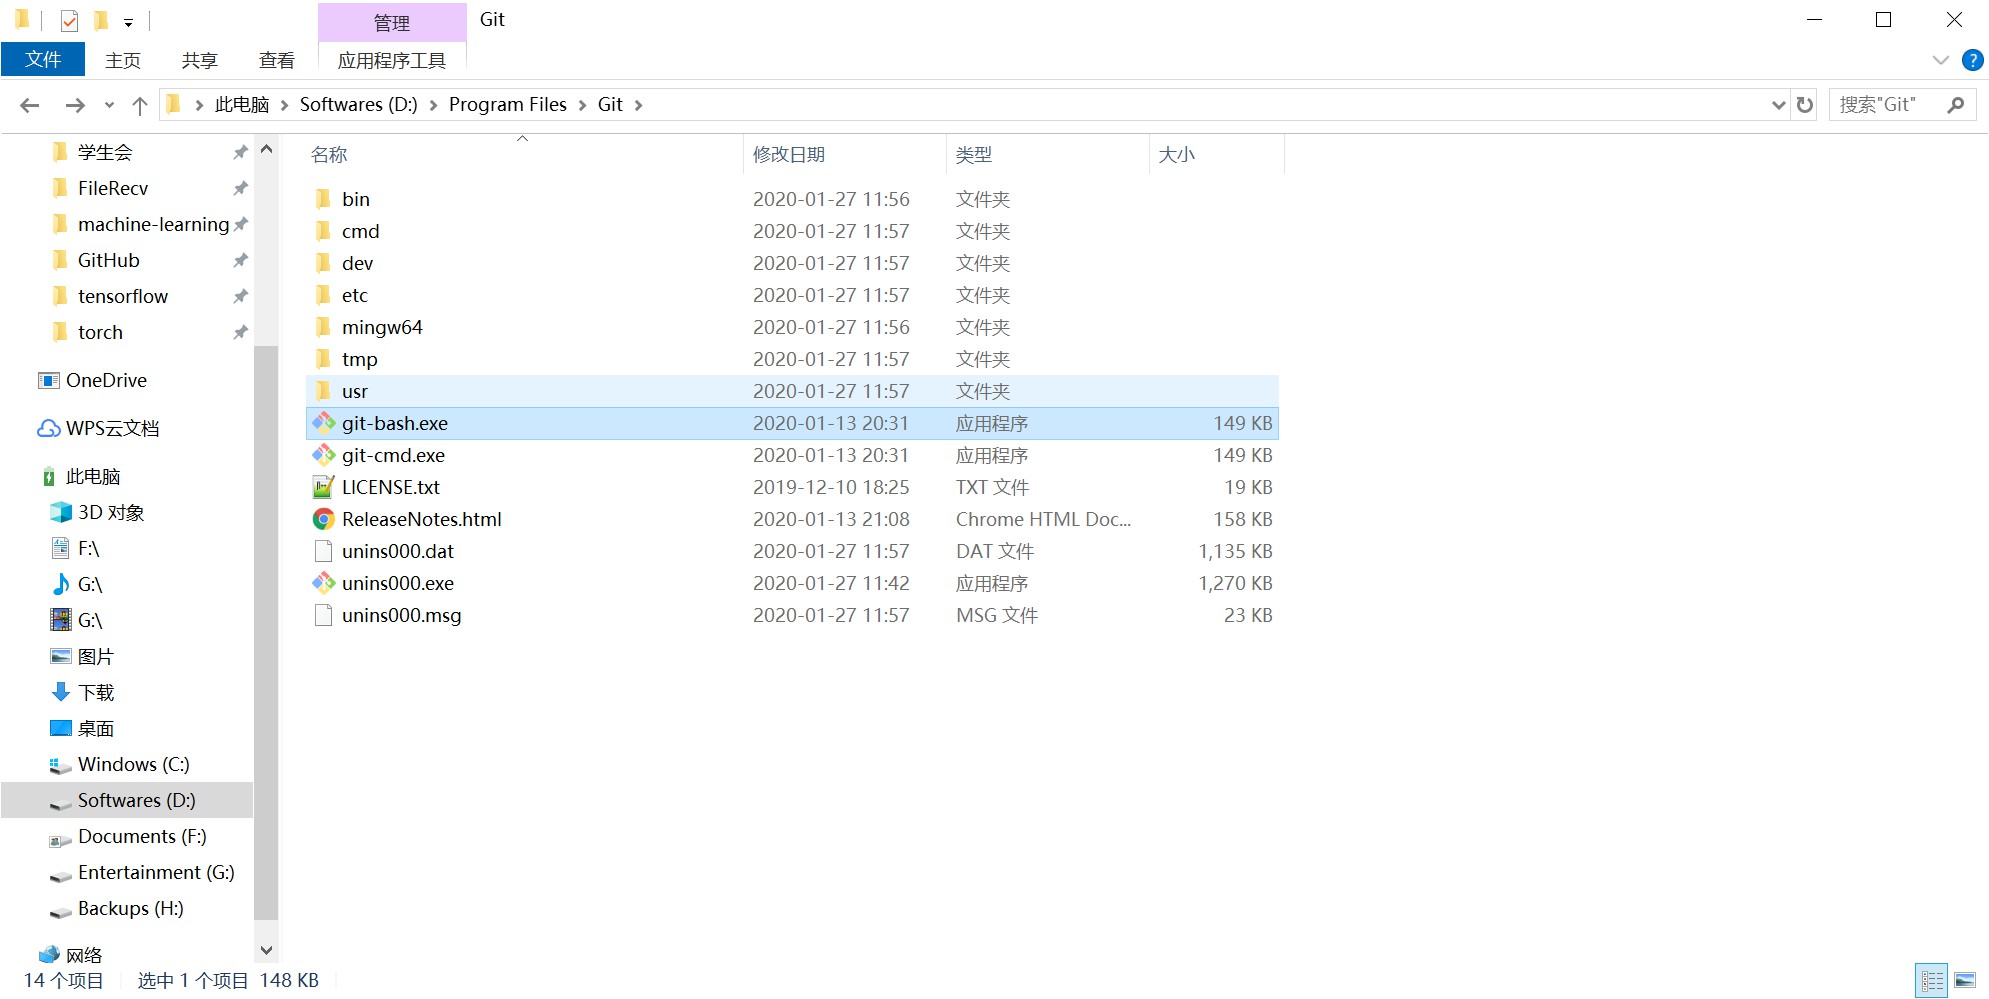 管理
Git
文件
主页
共享
查看
应用程序工具
此电脑 Softwares (D:) Program Files Git
搜索"Git"
学生会
FileRecv
machine-learning
GitHub
tensorflow
torch
OneDrive
WPS云文档
此电脑
3D 对象
F:\
G:\
G:\
图片
下载
桌面
Windows (C:)
Softwares (D:)
Documents (F:)
Entertainment (G:)
Backups (H:)
网络
名称 修改日期 类型 大小
bin 2020-01-27 11:56 文件夹
cmd 2020-01-27 11:57 文件夹
dev 2020-01-27 11:57 文件夹
etc 2020-01-27 11:57 文件夹
mingw64 2020-01-27 11:56 文件夹
tmp 2020-01-27 11:57 文件夹
usr 2020-01-27 11:57 文件夹
git-bash.exe 2020-01-13 20:31 应用程序 149 KB
git-cmd.exe 2020-01-13 20:31 应用程序 149 KB
LICENSE.txt 2019-12-10 18:25 TXT 文件 19 KB
ReleaseNotes.html 2020-01-13 21:08 Chrome HTML Doc... 158 KB
unins000.dat 2020-01-27 11:57 DAT 文件 1,135 KB
unins000.exe 2020-01-27 11:42 应用程序 1,270 KB
unins000.msg 2020-01-27 11:57 MSG 文件 23 KB
14 个项目 选中 1 个项目 148 KB